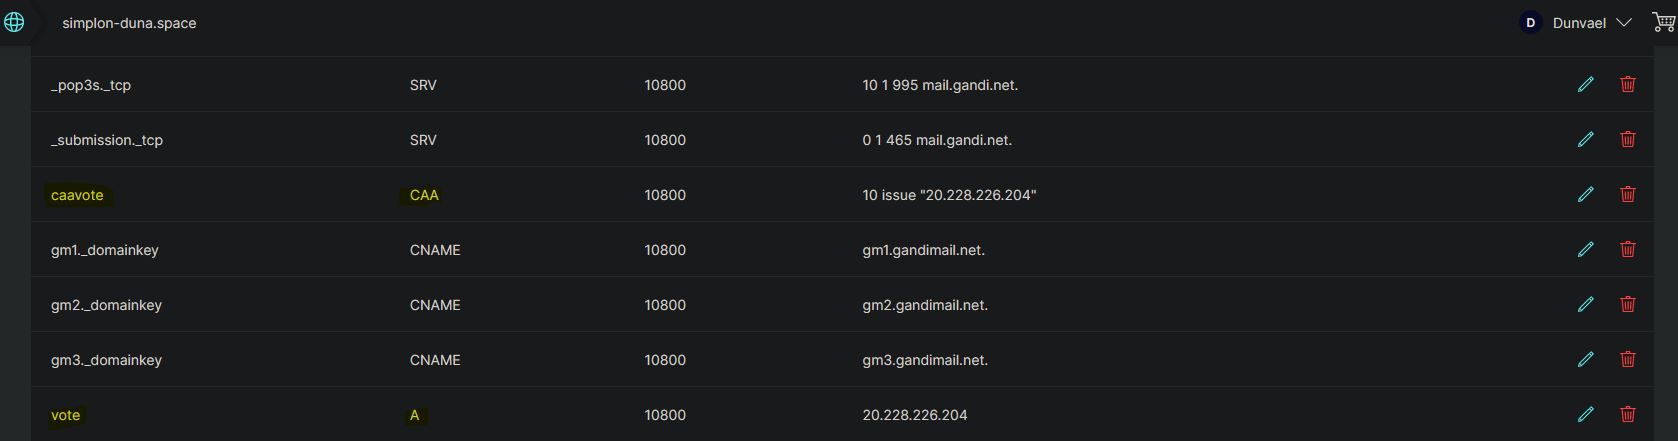 simplon-duna.space D Dunvael
_pop3s._tcp SRV 10800 10 1 995 mail.gandi.net.
_submission._tcp SRV 10800 0 1 465 mail.gandi.net.
caavote CAA 10800 10 issue "20.228.226.204"
gm1._domainkey CNAME 10800 gm1.gandimail.net.
gm2._domainkey CNAME 10800 gm2.gandimail.net.
gm3._domainkey CNAME 10800 gm3.gandimail.net.
vote A 10800 20.228.226.204